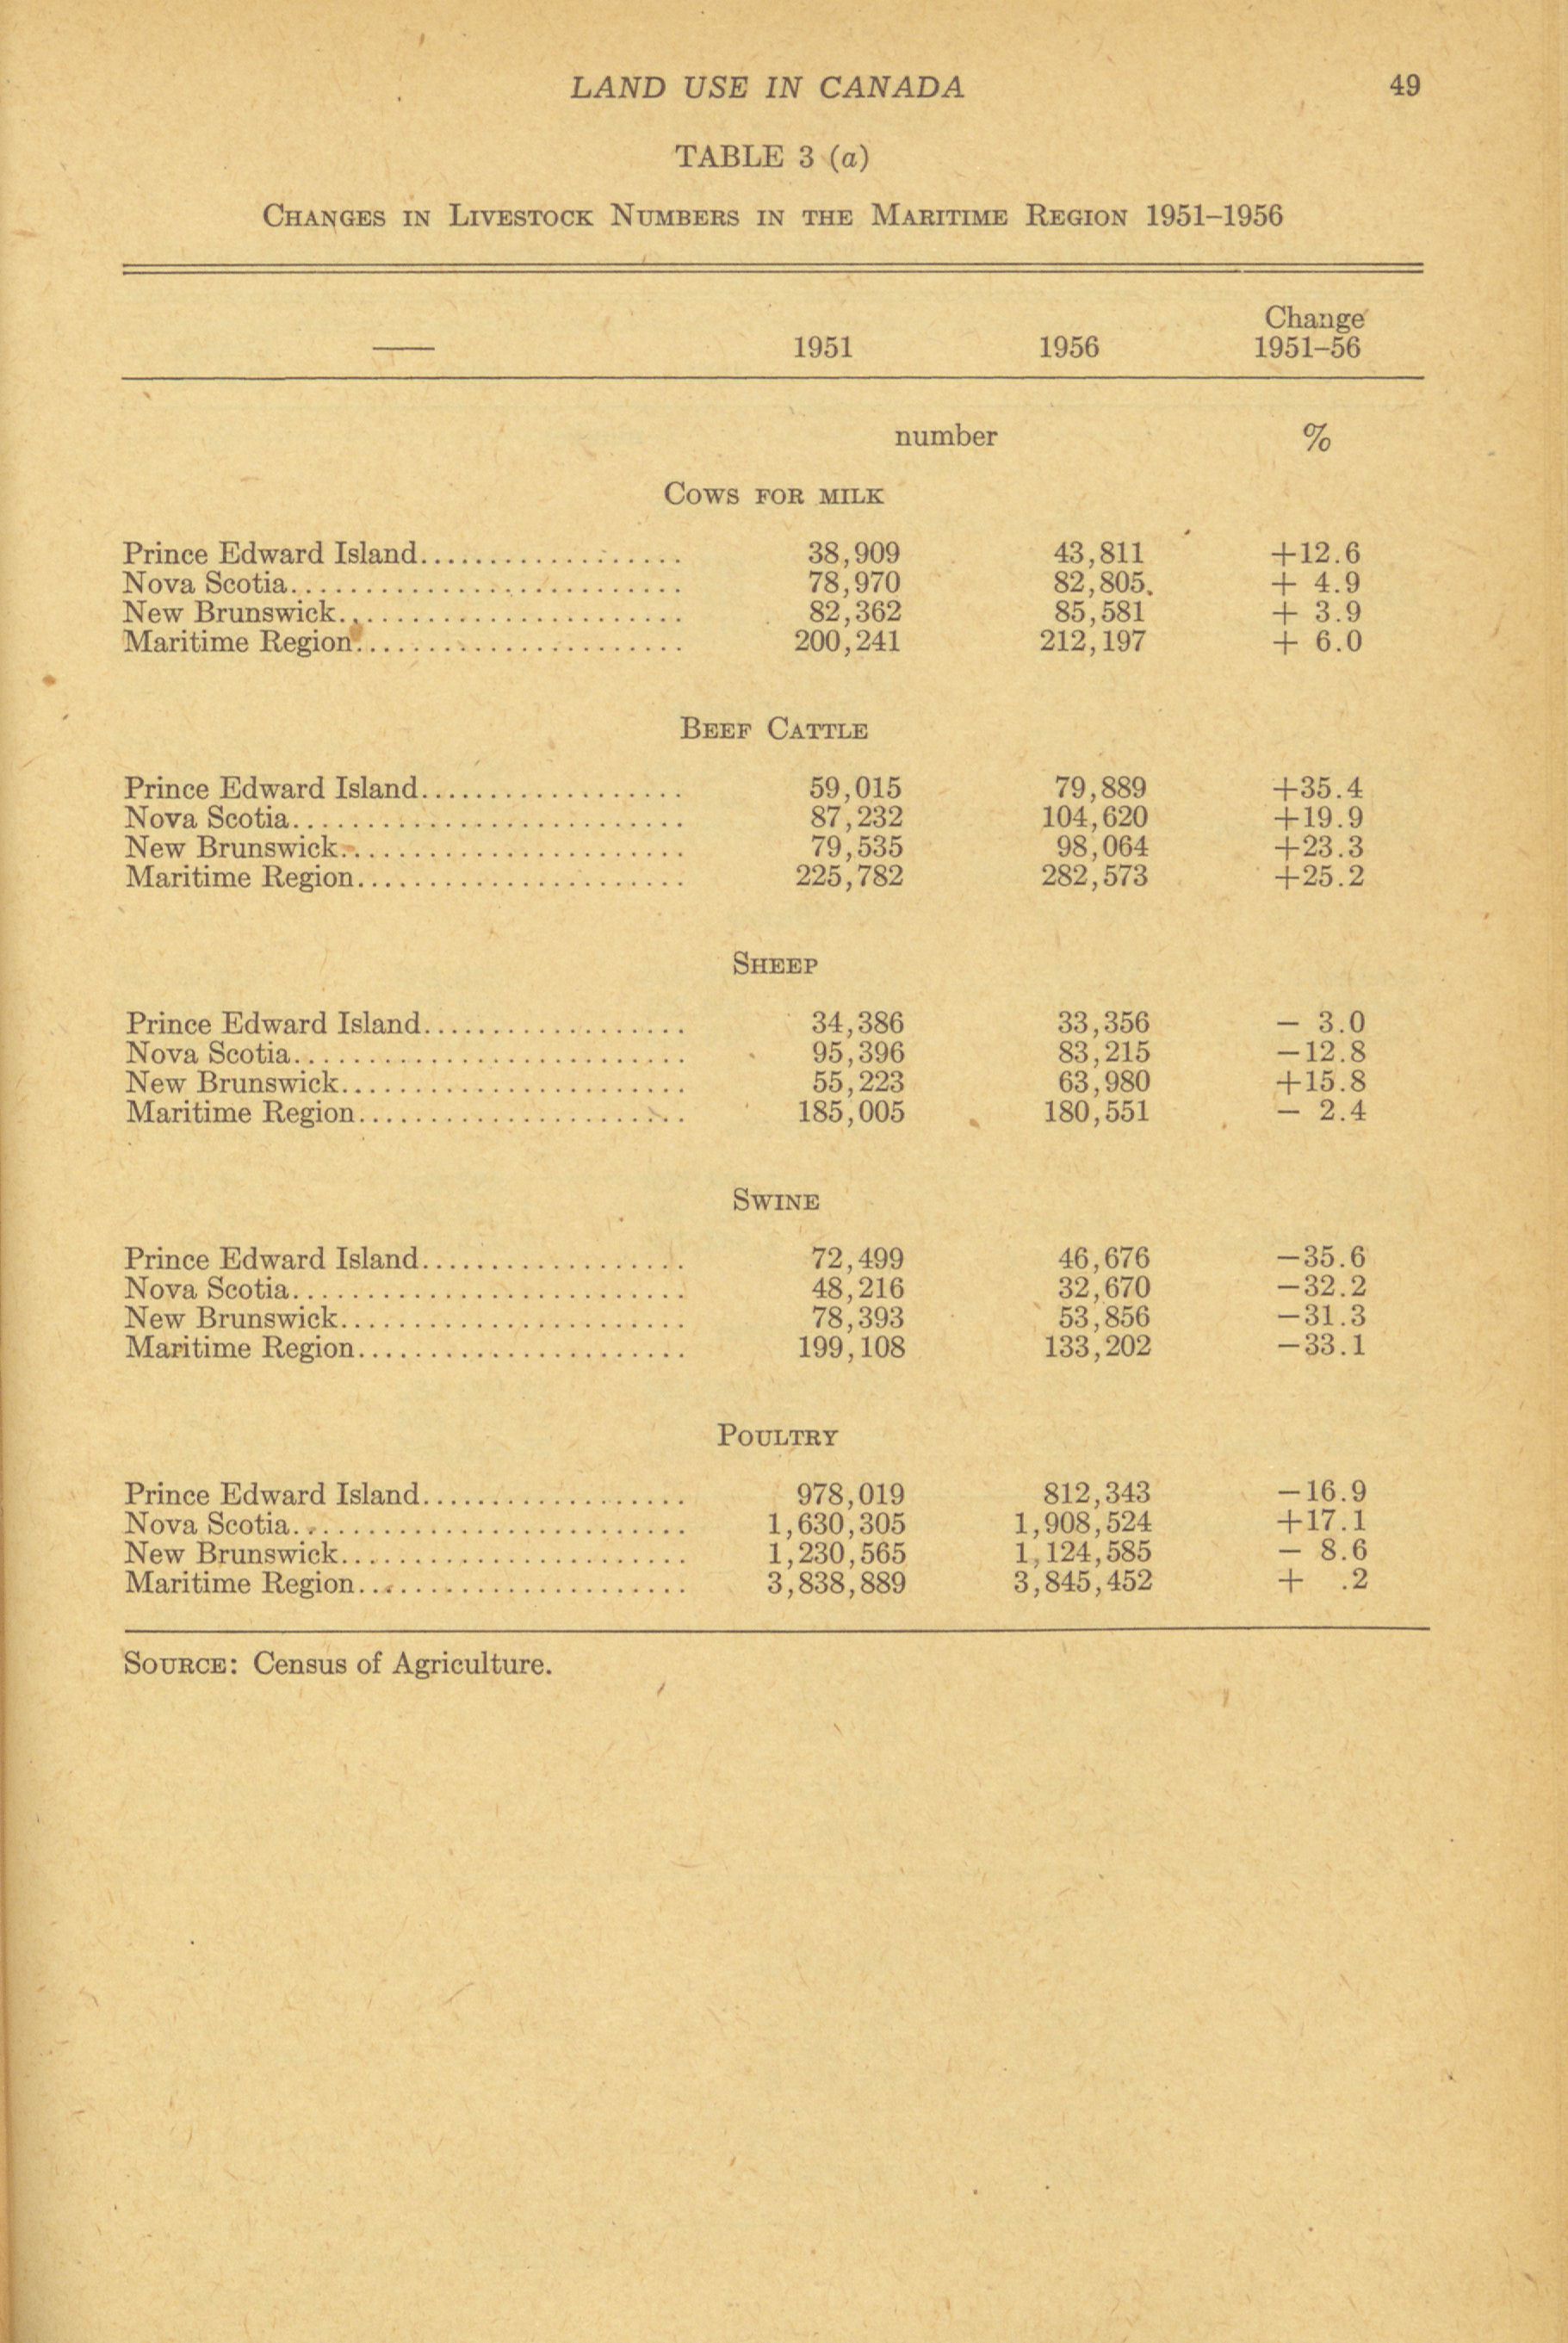 LAND USE IN CANADA 49
TABLE 3 (a)
CHANGES IN LIVESTOCK NUMBERS IN THE MARITIME REGION 1951–1956
Change
— 1951 1956 1951–56
number %
COWS FOR MILK
Prince Edward Island.................. 38,909 43,811 +12.6
Nova Scotia........................... 78,970 82,805. + 4.9
New Brunswick........................ 82,362 85,581 + 3.9
Maritime Region....................... 200,241 212,197 + 6.0
BEEF CATTLE
Prince Edward Island.................. 59,015 79,889 +35.4
Nova Scotia........................... 87,232 104,620 +19.9
New Brunswick........................ 79,535 98,064 +23.3
Maritime Region....................... 225,782 282,573 +25.2
SHEEP
Prince Edward Island.................. 34,386 33,356 — 3.0
Nova Scotia........................... 95,396 83,215 —12.8
New Brunswick........................ 55,223 63,980 +15.8
Maritime Region....................... 185,005 180,551 — 2.4
SWINE
Prince Edward Island.................. 72,499 46,676 —35.6
Nova Scotia........................... 48,216 32,670 —32.2
New Brunswick........................ 78,393 53,856 —31.3
Maritime Region....................... 199,108 133,202 —33.1
POULTRY
Prince Edward Island.................. 978,019 812,343 —16.9
Nova Scotia........................... 1,630,305 1,908,524 +17.1
New Brunswick........................ 1,230,565 1,124,585 — 8.6
Maritime Region....................... 3,838,889 3,845,452 + .2
SOURCE: Census of Agriculture.